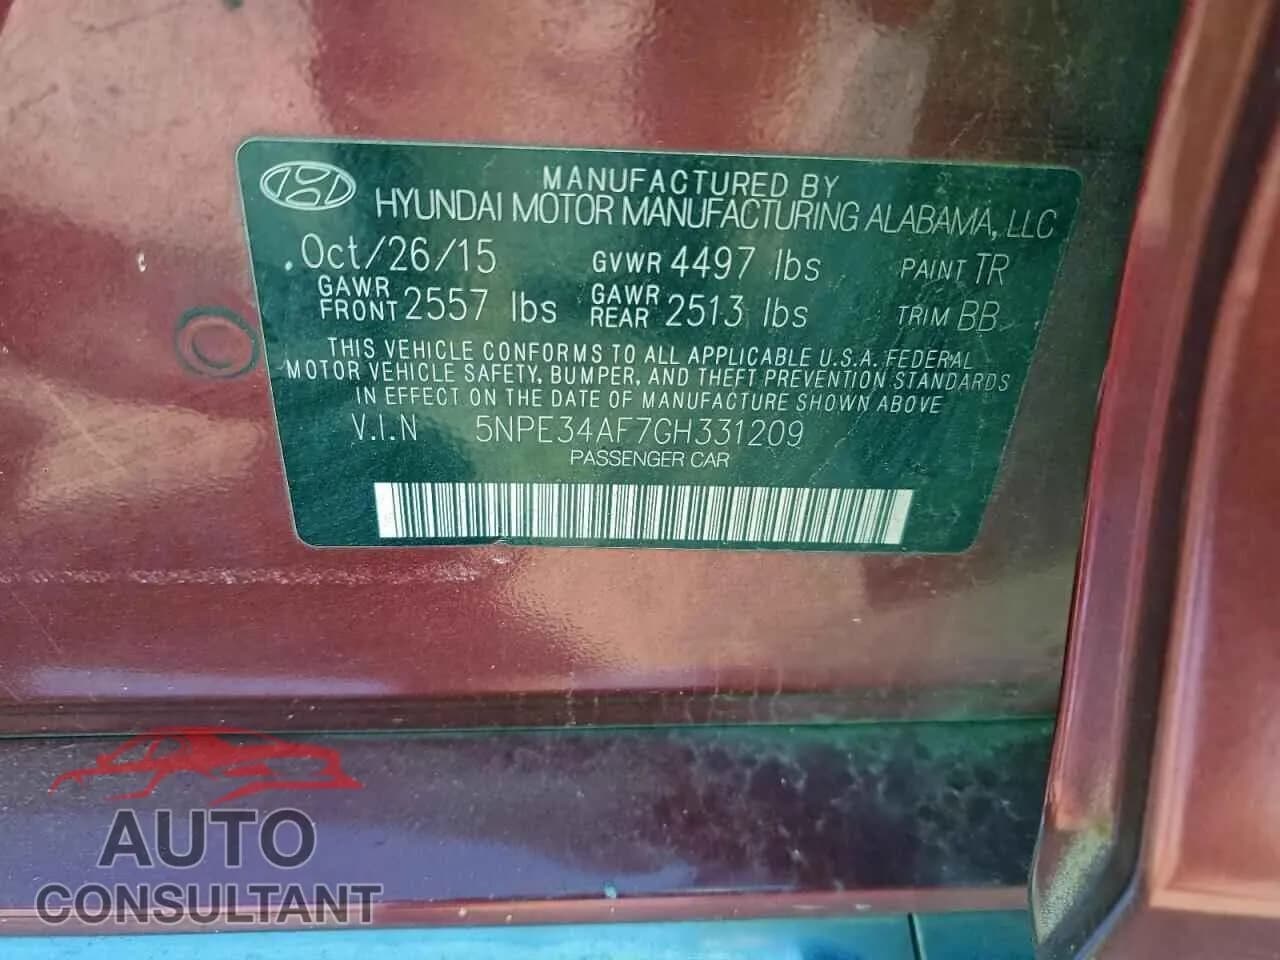 MANUFACTURED BY
HYUNDAI MOTOR MANUFACTURING ALABAMA, LLC
Oct/26/15 GVWR 4497 lbs PAINT TR
GAWR FRONT 2557 lbs GAWR REAR 2513 lbs TRIM BB
THIS VEHICLE CONFORMS TO ALL APPLICABLE U.S.A. FEDERAL
MOTOR VEHICLE SAFETY, BUMPER, AND THEFT PREVENTION STANDARDS
IN EFFECT ON THE DATE OF MANUFACTURE SHOWN ABOVE
V.I.N 5NPE34AF7GH331209
PASSENGER CAR
AUTO
CONSULTANT